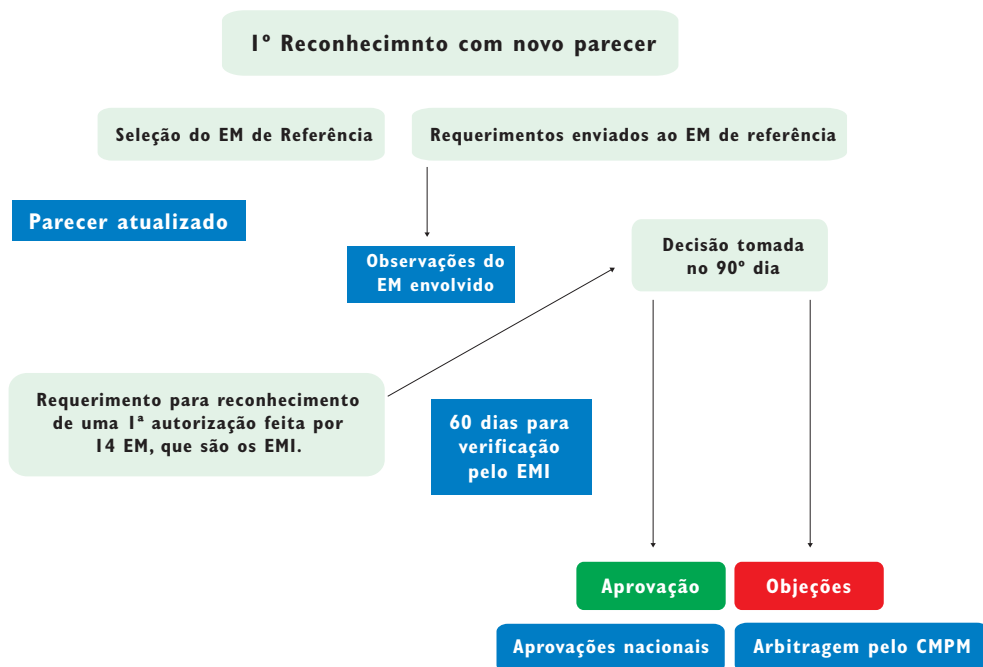 1º Reconhecimnto com novo parecer
Seleção do EM de Referência
Requerimentos enviados ao EM de referência
Parecer atualizado
Observações do
EM envolvido
Decisão tomada
no 90º dia
Requerimento para reconhecimento
de uma 1ª autorização feita por
14 EM, que são os EMI.
60 dias para
verificação
pelo EMI
Aprovação
Objeções
Aprovações nacionais
Arbitragem pelo CMPM